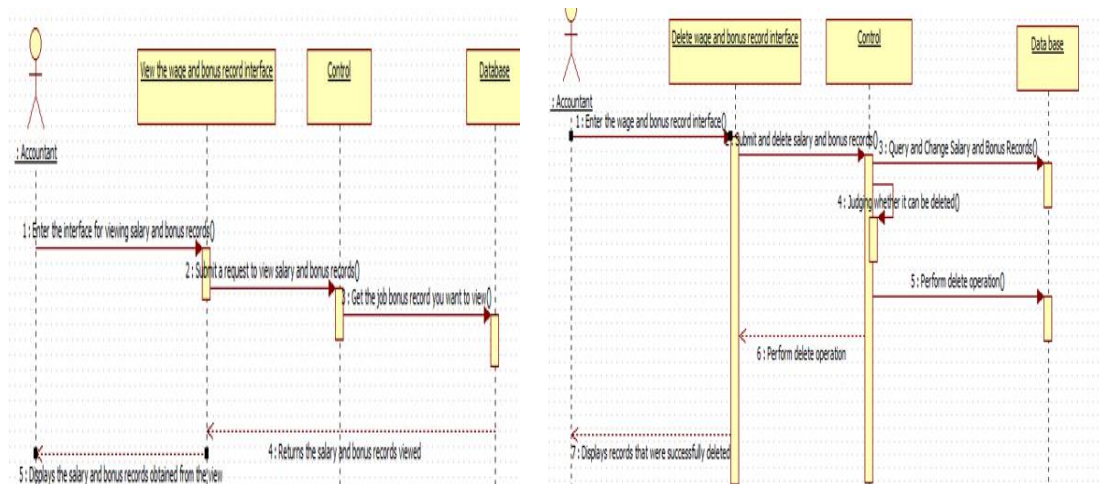 View the wage and bonus record interface
Control
Database
: Accountant
1 : Enter the interface for viewing salary and bonus records()
2 : Submit a request to view salary and bonus records()
3 : Get the job bonus record you want to view()
4 : Returns the salary and bonus records viewed
5 : Displays the salary and bonus records obtained from the view
Delete wage and bonus record interface
Control
Data base
: Accountant
1 : Enter the wage and bonus record interface()
: Submit and delete salary and bonus records()
3 : Query and Change Salary and Bonus Records()
4 : Judging whether it can be deleted()
5 : Perform delete operation()
6 : Perform delete operation
7 : Displays records that were successfully deleted